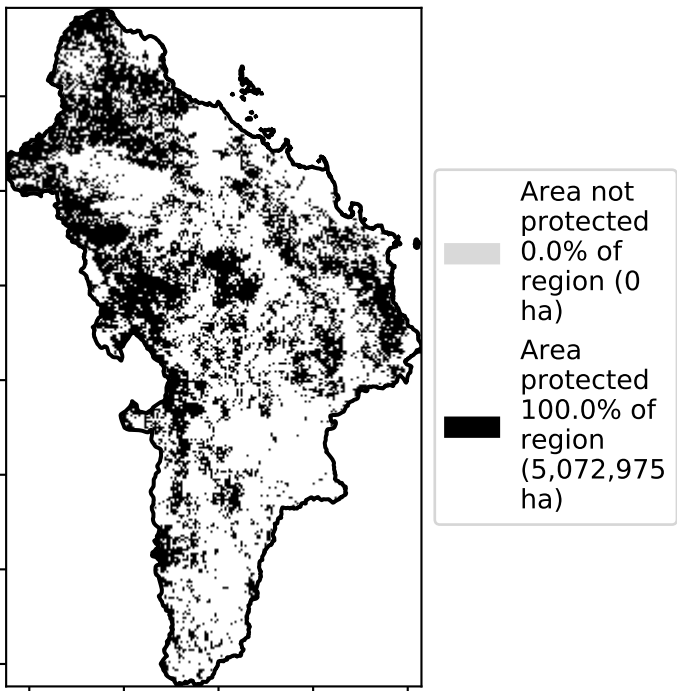 Area not
protected
0.0% of
region (0
ha)
Area
protected
100.0% of
region
(5,072,975
ha)